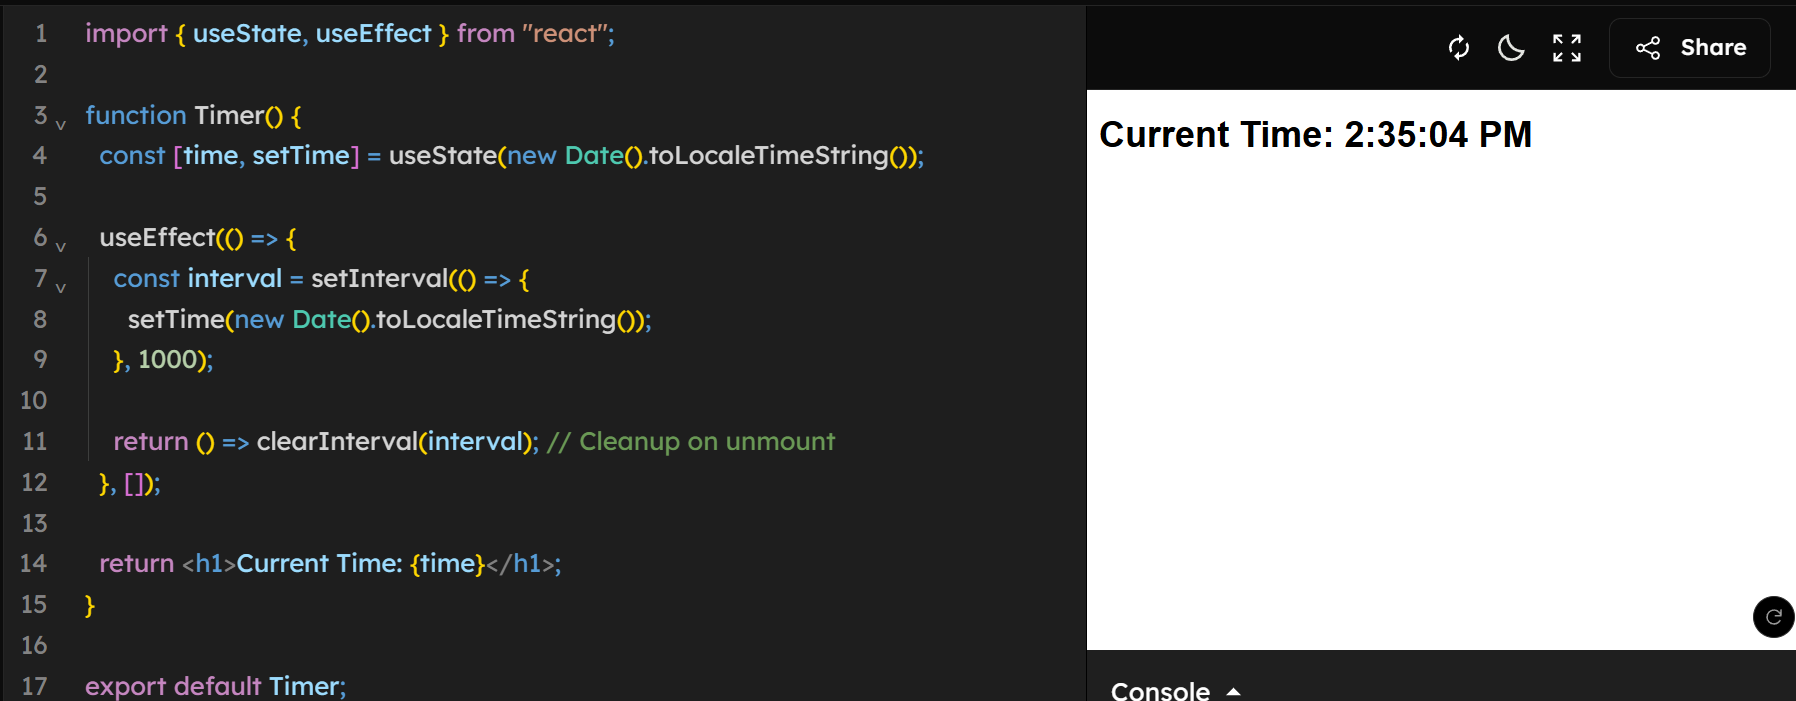 1 import { useState, useEffect } from "react";
2
3 function Timer() {
4 const [time, setTime] = useState(new Date().toLocaleTimeString());
5
6 useEffect(() => {
7 const interval = setInterval(() => {
8 setTime(new Date().toLocaleTimeString());
9 }, 1000);
10
11 return () => clearInterval(interval); // Cleanup on unmount
12 }, []);
13
14 return <h1>Current Time: {time}</h1>;
15 }
16
17 export default Timer;
Share
Current Time: 2:35:04 PM
Console